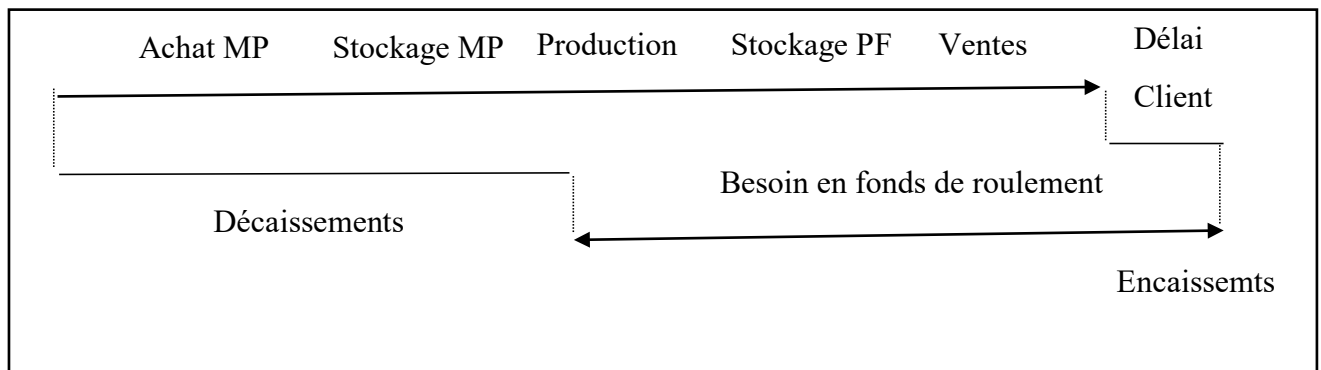 Achat MP Stockage MP Production Stockage PF Ventes Délai
Client
Besoin en fonds de roulement
Décaissements
Encaissemts